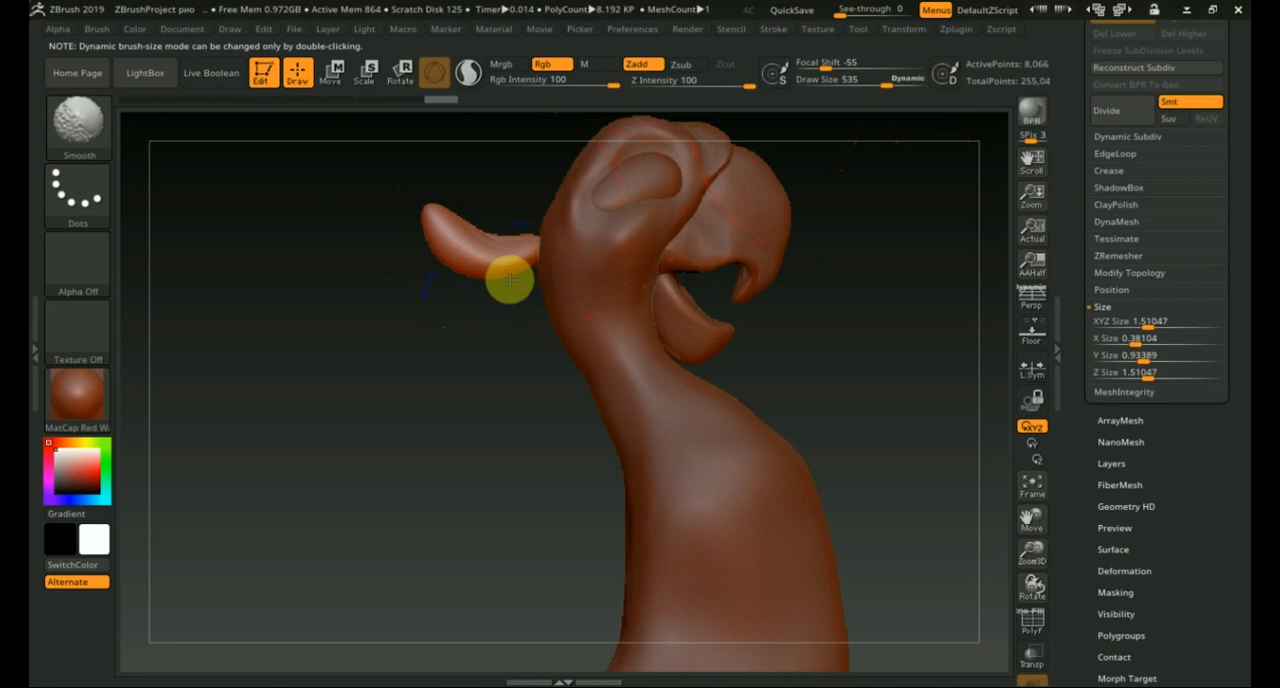 ZBrush 2019 ZBrushProject рио .. • Free Mem 0.972GB • Active Mem 864 • Scratch Disk 125 • Timer▶0.014 • PolyCount▶8.192 KP • MeshCount▶1 AC QuickSave See-through 0 Menus DefaultZScript
Alpha Brush Color Document Draw Edit File Layer Light Macro Marker Material Movie Picker Preferences Render Stencil Stroke Texture Tool Transform Zplugin Zscript
NOTE: Dynamic brush-size mode can be changed only by double-clicking.
Home Page LightBox Live Boolean Edit Draw Move Scale Rotate
Mrgb Rgb M Zadd Zsub Zcut
Rgb Intensity 100 Z Intensity 100
S Focal Shift -55
Draw Size 535 Dynamic
D ActivePoints: 8,066
TotalPoints: 255,04
Smooth
Dots
Alpha Off
Texture Off
MatCap Red W
Gradient
SwitchColor
Alternate
BPR
SPix 3
Scroll
Zoom
Actual
AAHalf
Dynamic
Persp
Floor
L.Sym
XYZ
Frame
Move
Zoom3D
Rotate
PolyF
Transp
Del Lower Del Higher
Freeze SubDivision Levels
Reconstruct Subdiv
Convert BPR To Geo
Divide Smt
Suv ReUV
Dynamic Subdiv
EdgeLoop
Crease
ShadowBox
ClayPolish
DynaMesh
Tessimate
ZRemesher
Modify Topology
Position
Size
XYZ Size 1.51047
X Size 0.38104
Y Size 0.93389
Z Size 1.51047
MeshIntegrity
ArrayMesh
NanoMesh
Layers
FiberMesh
Geometry HD
Preview
Surface
Deformation
Masking
Visibility
Polygroups
Contact
Morph Target